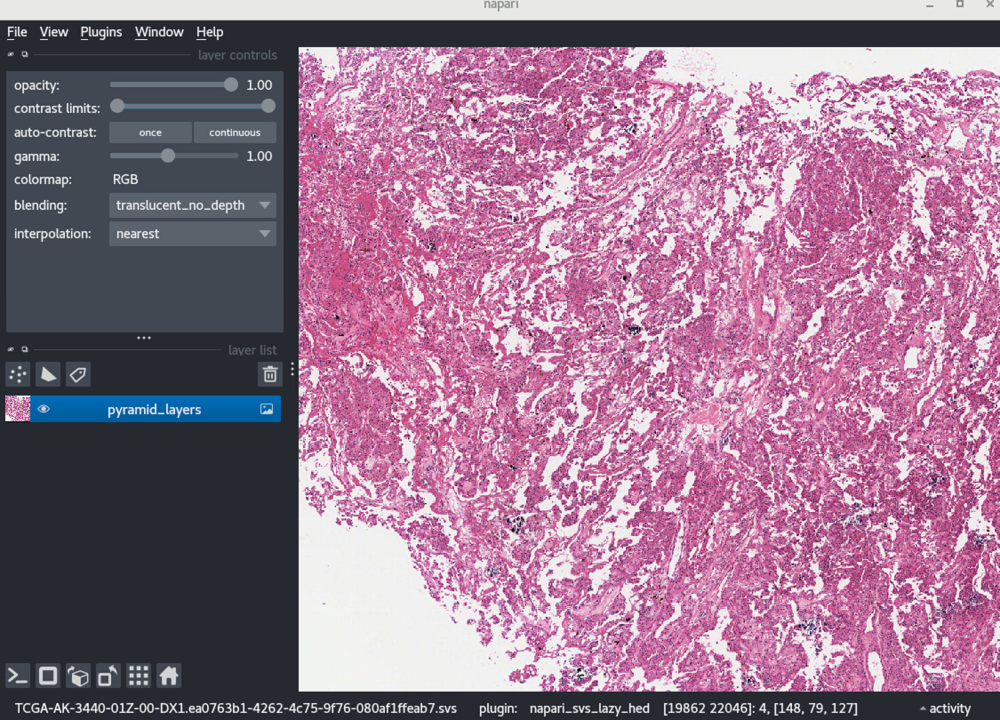 napari
File View Plugins Window Help
layer controls
opacity: 1.00
contrast limits:
auto-contrast: once continuous
gamma: 1.00
colormap: RGB
blending: translucent_no_depth
interpolation: nearest
layer list
pyramid_layers
TCGA-AK-3440-01Z-00-DX1.ea0763b1-4262-4c75-9f76-080af1ffeab7.svs plugin: napari_svs_lazy_hed [19862 22046]: 4, [148, 79, 127] activity